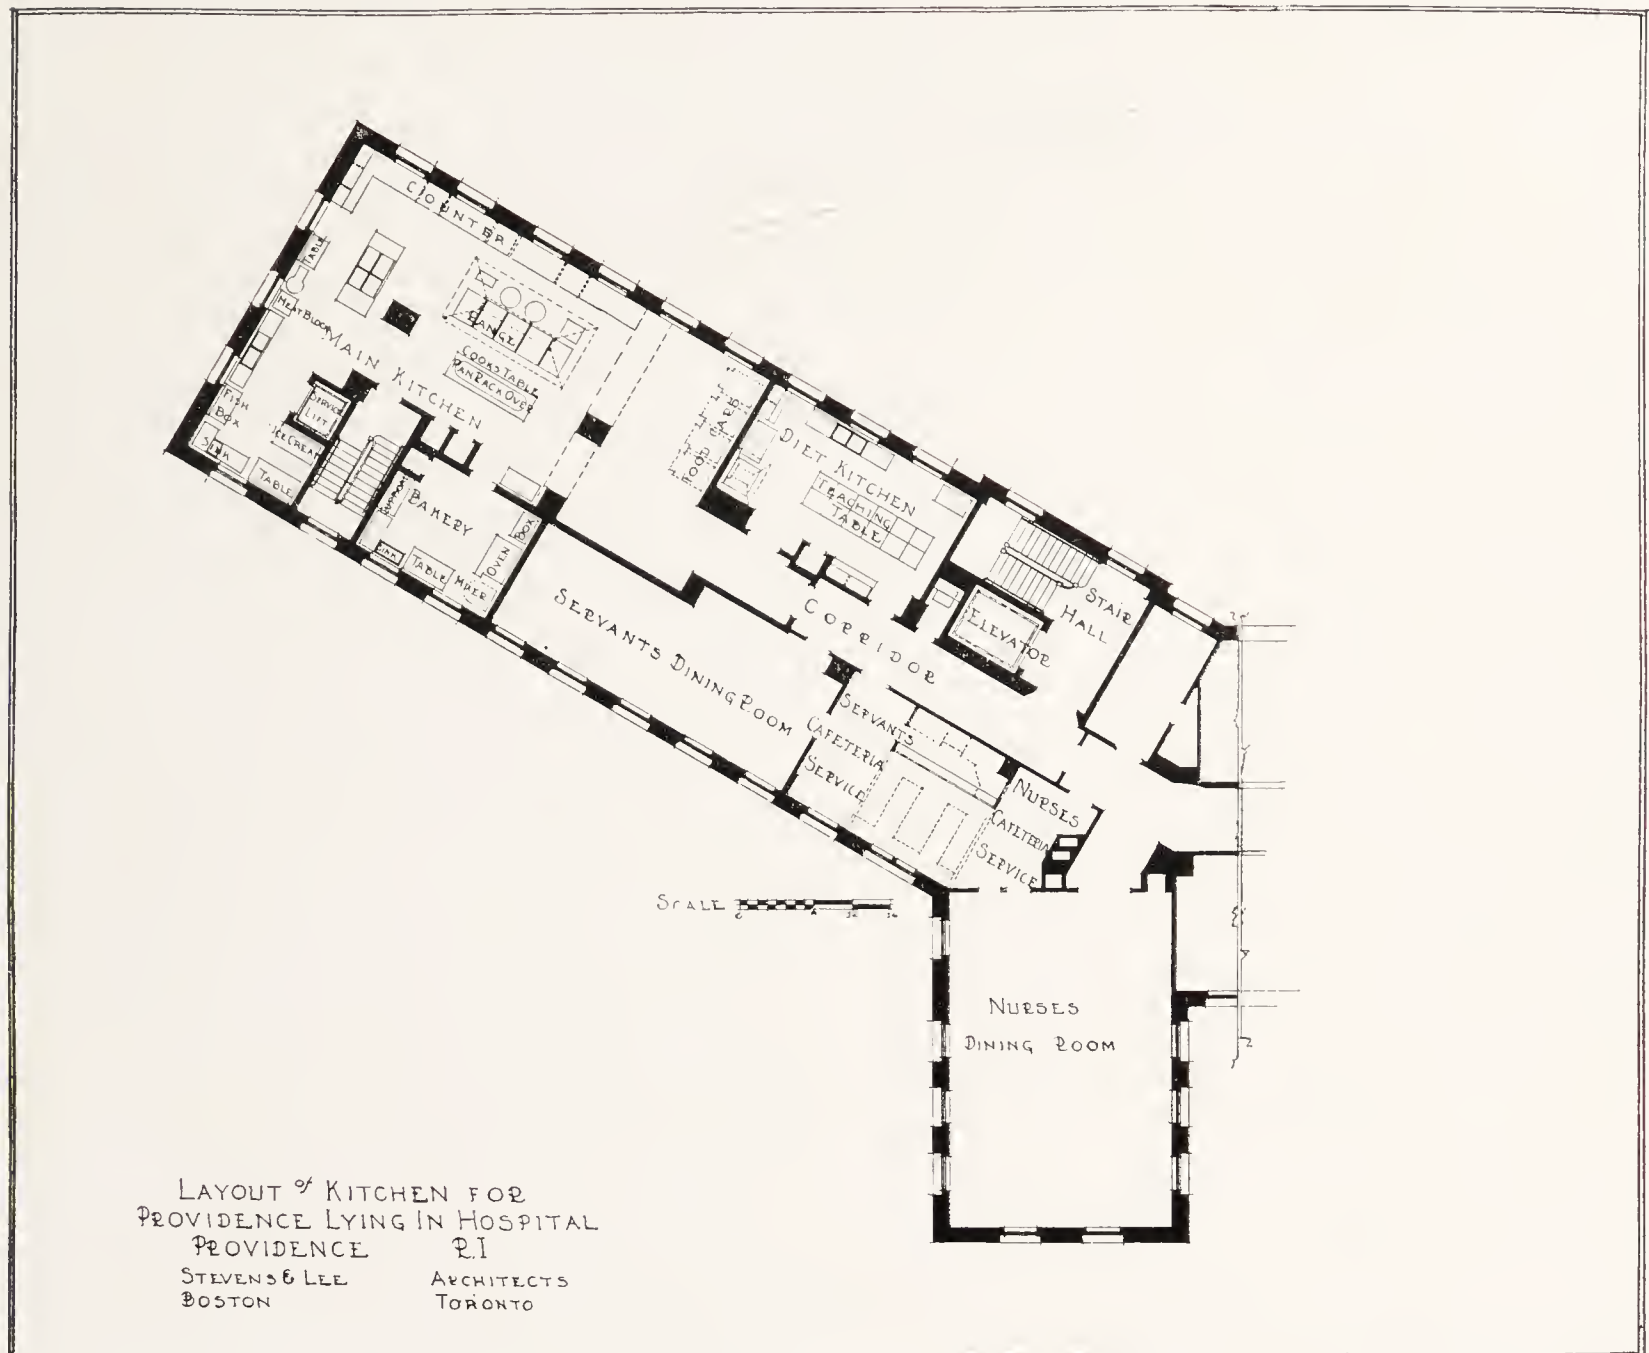 COUNTER
TABLE
MEAT BLOCK
MAIN KITCHEN
RANGE
COOKS TABLE
PAN RACK OVER
FOOD CARS
FISH
BOX
SERVICE
LIFT
ICE CREAM
SINK
TABLE
BAKERY
SINK
TABLE
MIXER
OVEN
BOX
DIET KITCHEN
TEACHING
TABLE
SERVANTS DINING ROOM
CORRIDOR
STAIR
HALL
ELEVATOR
SERVANTS
CAFETERIA
SERVICE
NURSES
CAFETERIA
SERVICE
SCALE
NURSES
DINING ROOM
LAYOUT of KITCHEN FOR
PROVIDENCE LYING IN HOSPITAL
PROVIDENCE R.I
STEVENS & LEE ARCHITECTS
BOSTON TORONTO